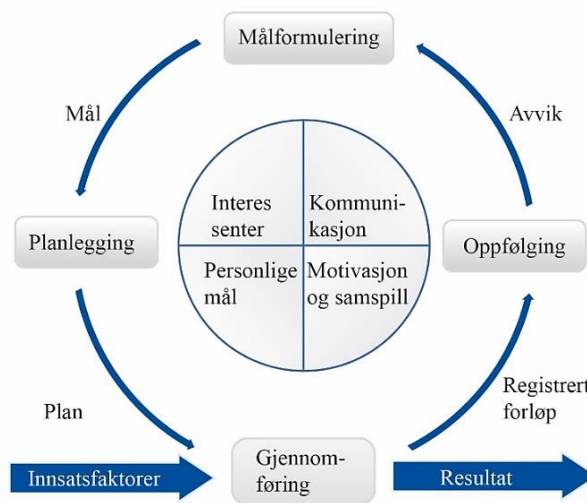 Målformulering
Mål
Avvik
Interes
senter
Kommuni-
kasjon
Planlegging
Oppfølging
Personlige
mål
Motivasjon
og samspill
Plan
Registrert
forløp
Innsatsfaktorer
Gjennom-
føring
Resultat